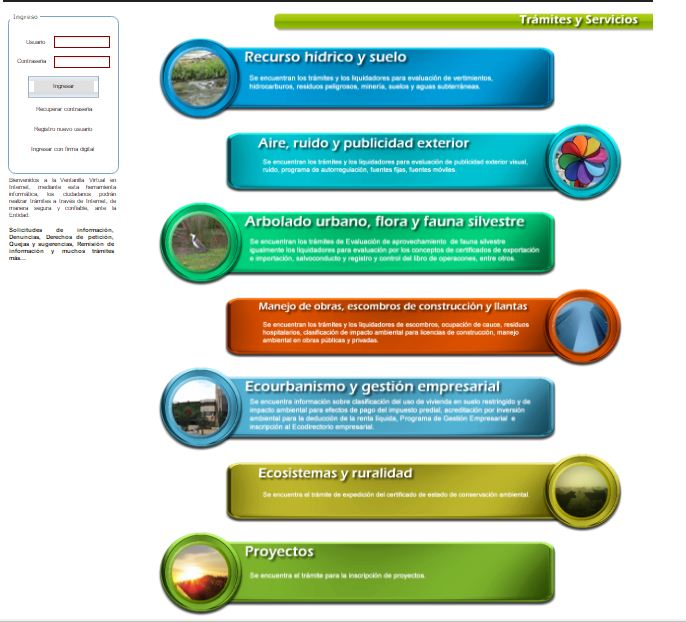 Ingreso
Usuario
Contraseña
Ingresar
Recuperar contraseña
Registro nuevo usuario
Ingresar con firma digital
Bienvenidos a la Ventanilla Virtual en
Internet, mediante esta herramienta
informática, los ciudadanos podrán
realizar trámites a través de Internet, de
manera segura y confiable, ante la
Entidad.
Solicitudes de información,
Denuncias, Derechos de petición,
Quejas y sugerencias, Remisión de
información y muchos trámites
más...
Trámites y Servicios
Recurso hídrico y suelo
Se encuentran los trámites y los liquidadores para evaluación de vertimientos,
hidrocarburos, residuos peligrosos, minería, suelos y aguas subterráneas.
Aire, ruido y publicidad exterior
Se encuentran los trámites y los liquidadores para evaluación de publicidad exterior visual,
ruido, programa de autorregulación, fuentes fijas, fuentes móviles.
Arbolado urbano, flora y fauna silvestre
Se encuentran los trámites de Evaluación de aprovechamiento de fauna silvestre
igualmente los liquidadores para evaluación por los conceptos de certificados de exportación
e importación, salvoconducto y registro y control del libro de operacones, entre otros.
Manejo de obras, escombros de construcción y llantas
Se encuentran los trámites y los liquidadores de escombros, ocupación de cauce, residuos
hospitalarios, clasificación de impacto ambiental para licencias de construcción, manejo
ambiental en obras públicas y privadas.
Ecourbanismo y gestión empresarial
Se encuentra información sobre clasificación del uso de vivienda en suelo restringido y de
impacto ambiental para efectos de pago del impuesto predial, acreditación por inversión
ambiental para la deducción de la renta líquida, Programa de Gestión Empresarial e
inscripción al Ecodirectorio empresarial.
Ecosistemas y ruralidad
Se encuentra el trámite de expedición del certificado de estado de conservación ambiental.
Proyectos
Se encuentra el trámite para la inscripción de proyectos.